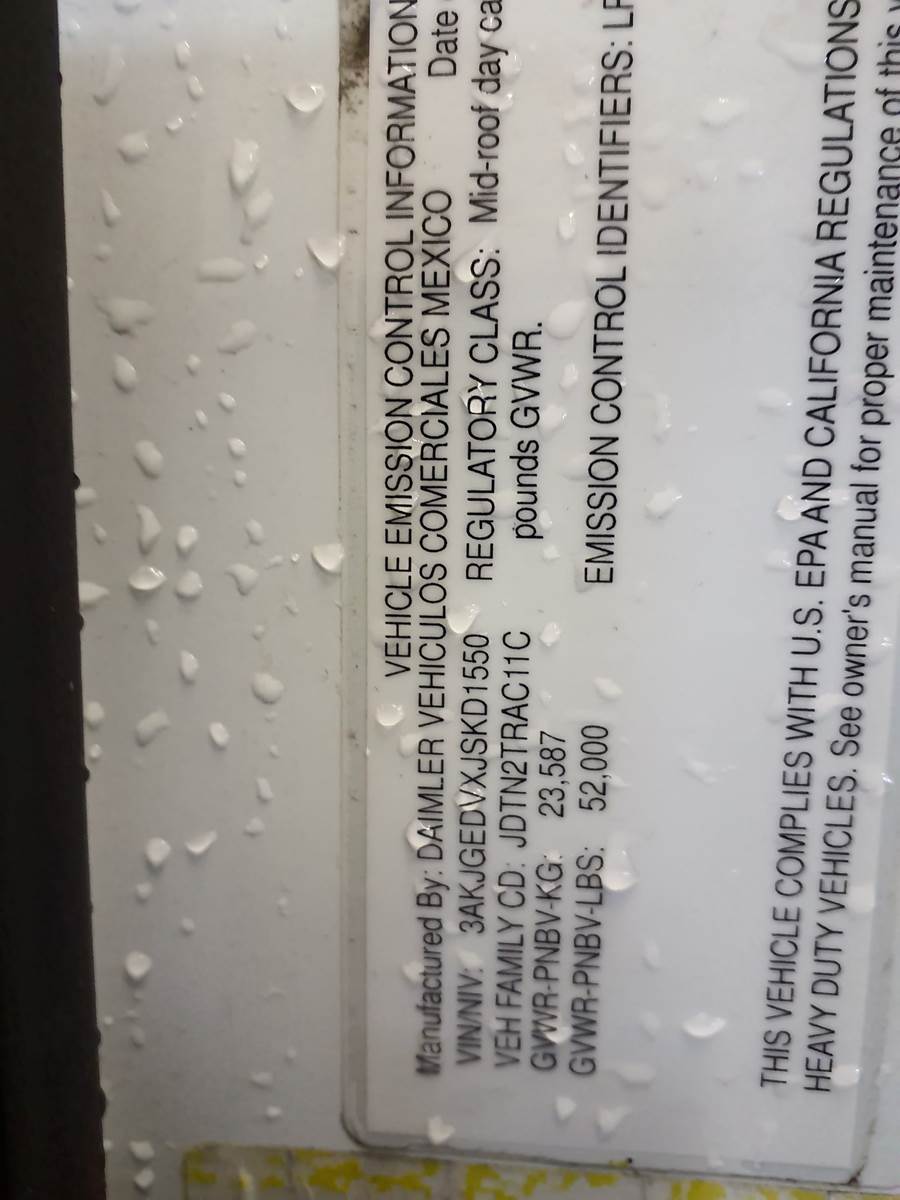 VEHICLE EMISSION CONTROL INFORMATION
Manufactured By: DAIMLER VEHICULOS COMERCIALES MEXICO Date
VIN/NIV: 3AKJGEDVXJSKD1550 REGULATORY CLASS: Mid-roof day ca
VEH FAMILY CD: JDTN2TRAC11C pounds GVWR.
GVWR-PNBV-KG: 23,587
GVWR-PNBV-LBS: 52,000 EMISSION CONTROL IDENTIFIERS:
THIS VEHICLE COMPLIES WITH U.S. EPA AND CALIFORNIA REGULATIONS
HEAVY DUTY VEHICLES. See owner's manual for proper maintenance of this